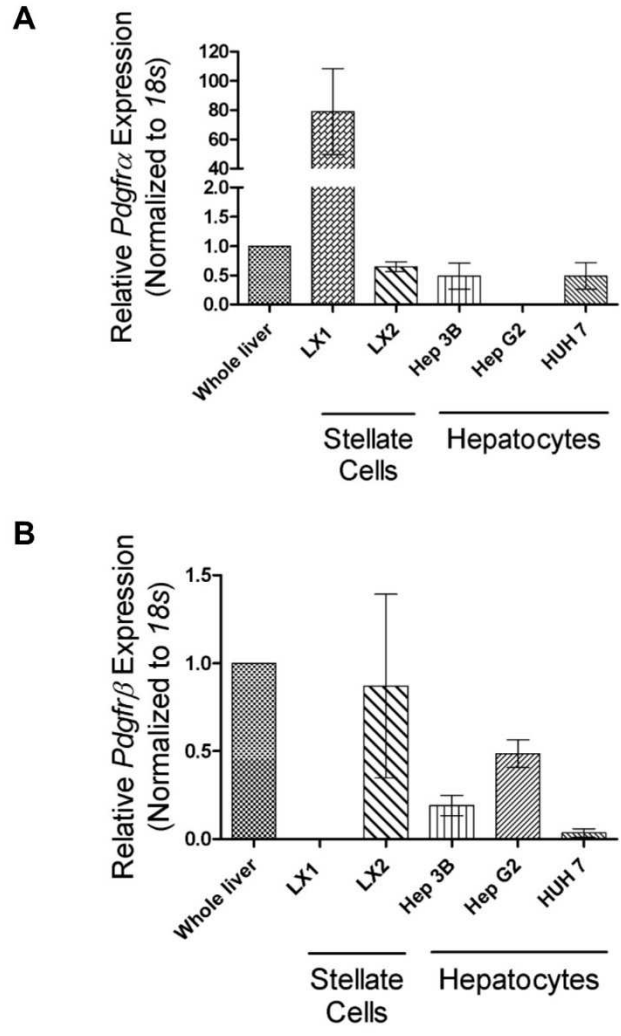 A
Relative Pdgfrα Expression
(Normalized to 18s)
120
100
80
60
40
2.0
1.5
1.0
0.5
0.0
Whole liver
LX1
LX2
Hep 3B
Hep G2
HUH 7
Stellate
Cells
Hepatocytes
B
Relative Pdgfrβ Expression
(Normalized to 18s)
1.5
1.0
0.5
0.0
Whole liver
LX1
LX2
Hep 3B
Hep G2
HUH 7
Stellate
Cells
Hepatocytes